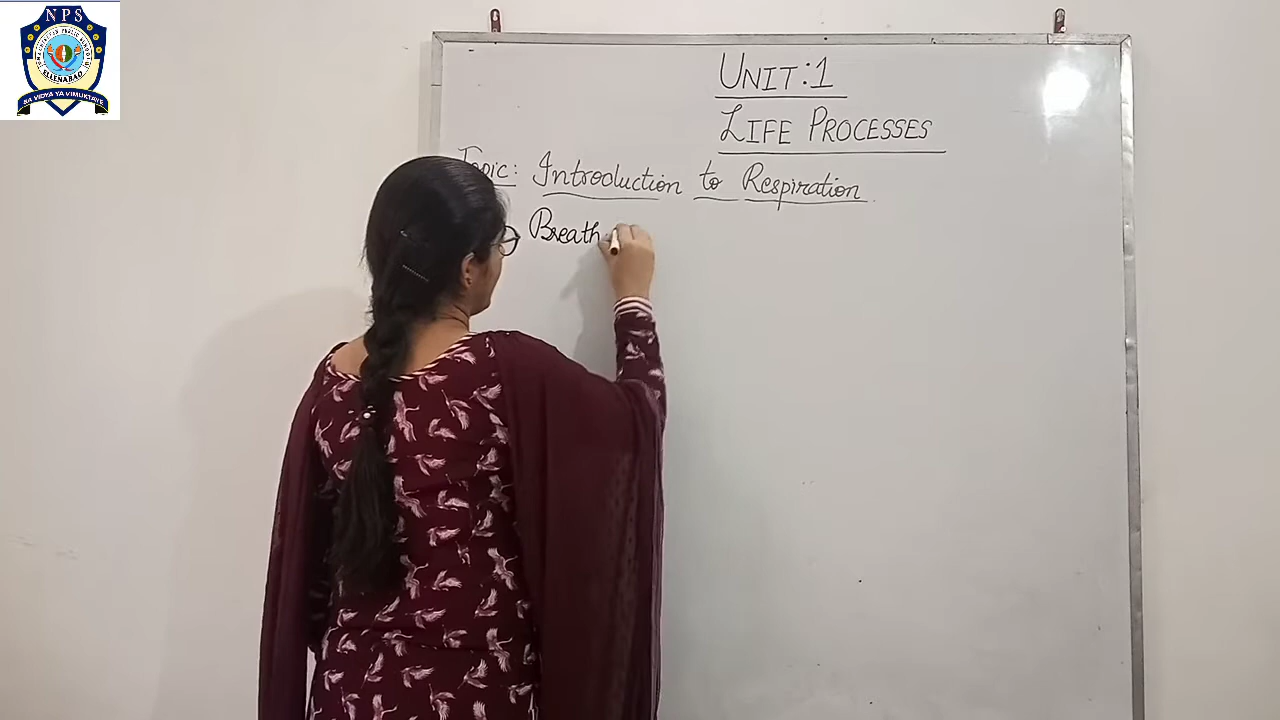 NPS
ELLENABAD
SA VIDYA YA VIMUKTAYE
UNIT:1
LIFE PROCESSES
Topic: Introduction to Respiration
Breath